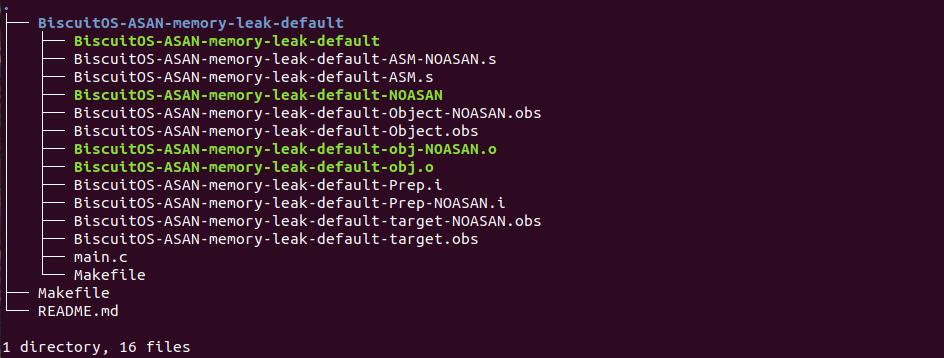 .
├── BiscuitOS-ASAN-memory-leak-default
│   ├── BiscuitOS-ASAN-memory-leak-default
│   ├── BiscuitOS-ASAN-memory-leak-default-ASM-NOASAN.s
│   ├── BiscuitOS-ASAN-memory-leak-default-ASM.s
│   ├── BiscuitOS-ASAN-memory-leak-default-NOASAN
│   ├── BiscuitOS-ASAN-memory-leak-default-Object-NOASAN.obs
│   ├── BiscuitOS-ASAN-memory-leak-default-Object.obs
│   ├── BiscuitOS-ASAN-memory-leak-default-obj-NOASAN.o
│   ├── BiscuitOS-ASAN-memory-leak-default-obj.o
│   ├── BiscuitOS-ASAN-memory-leak-default-Prep.i
│   ├── BiscuitOS-ASAN-memory-leak-default-Prep-NOASAN.i
│   ├── BiscuitOS-ASAN-memory-leak-default-target-NOASAN.obs
│   ├── BiscuitOS-ASAN-memory-leak-default-target.obs
│   ├── main.c
│   └── Makefile
├── Makefile
└── README.md
1 directory, 16 files